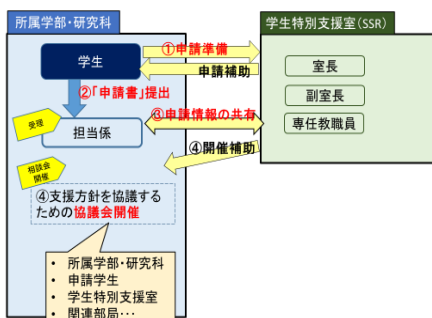 所属学部・研究科
学生特別支援室(SSR)
学生
①申請準備
申請補助
室長
副室長
専任教職員
②「申請書」提出
受理
担当係
③申請情報の共有
④開催補助
相談会
開催
④支援方針を協議する
ための協議会開催
• 所属学部・研究科
• 申請学生
• 学生特別支援室
• 関連部局…